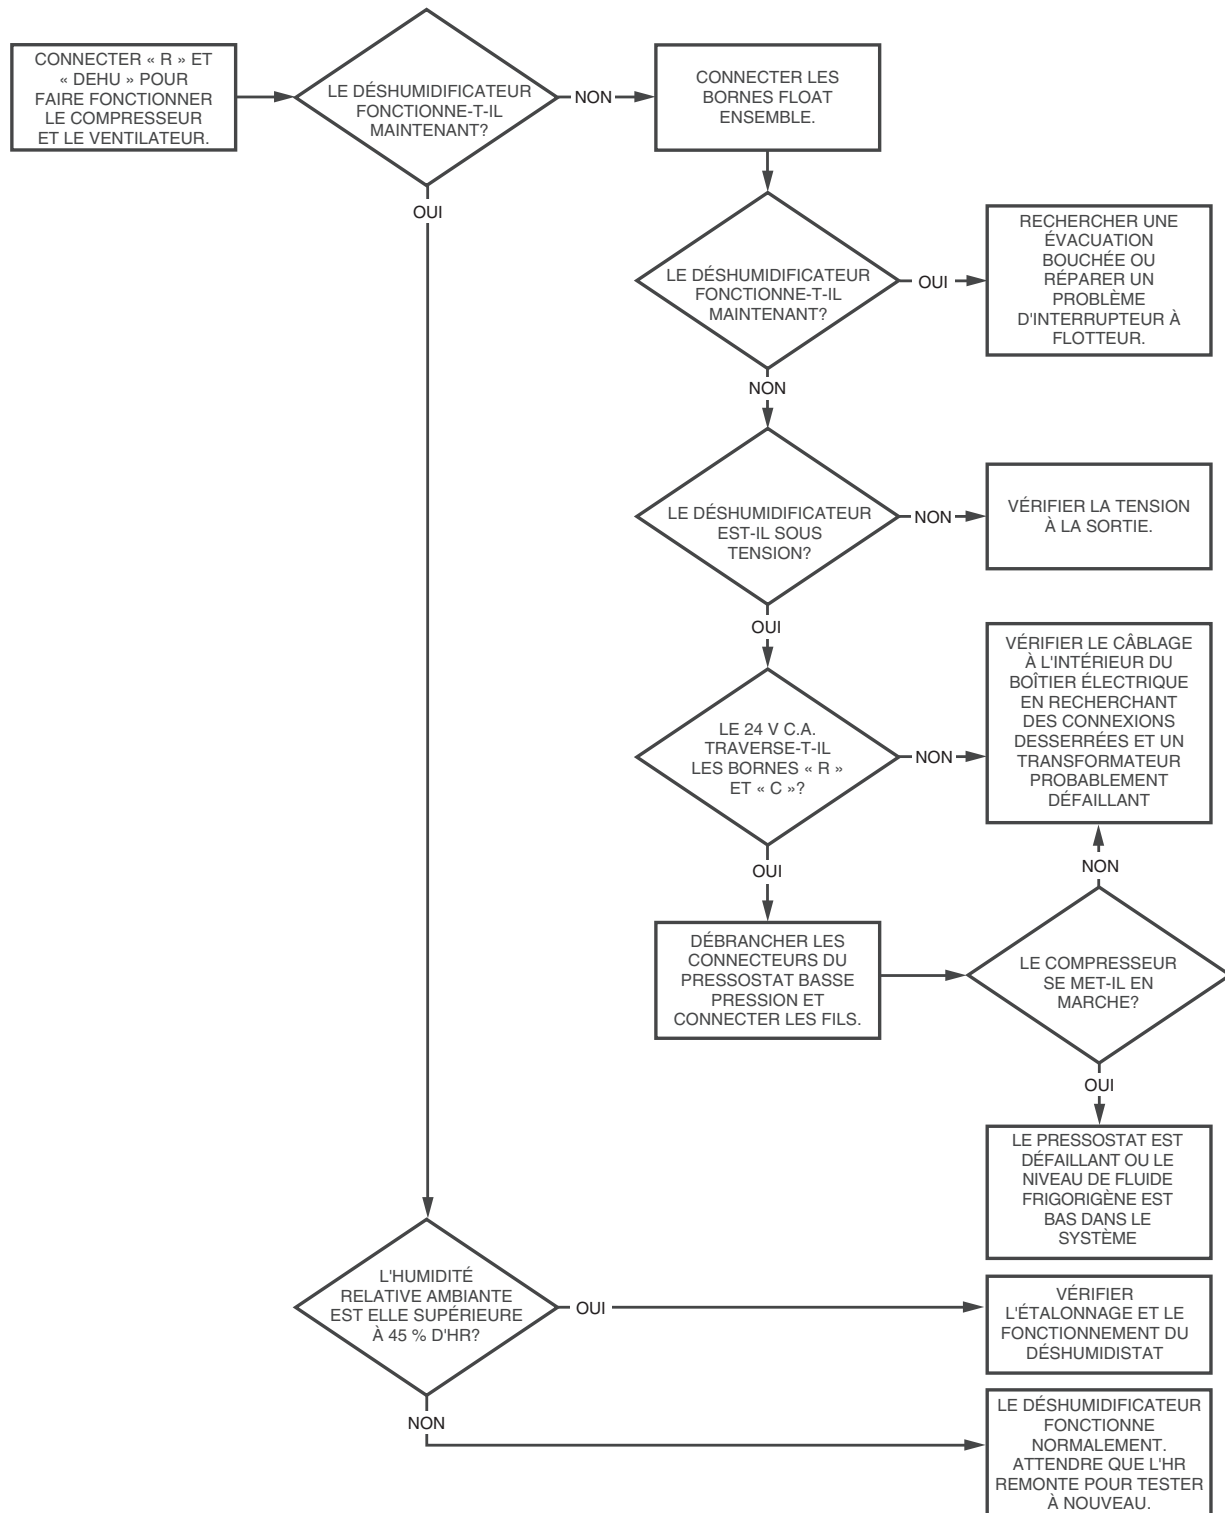 CONNECTER « R » ET
« DEHU » POUR
FAIRE FONCTIONNER
LE COMPRESSEUR
ET LE VENTILATEUR.
LE DÉSHUMIDIFICATEUR
FONCTIONNE-T-IL
MAINTENANT?
NON
CONNECTER LES
BORNES FLOAT
ENSEMBLE.
OUI
LE DÉSHUMIDIFICATEUR
FONCTIONNE-T-IL
MAINTENANT?
OUI
RECHERCHER UNE
ÉVACUATION
BOUCHÉE OU
RÉPARER UN
PROBLÈME
D'INTERRUPTEUR À
FLOTTEUR.
NON
LE DÉSHUMIDIFICATEUR
EST-IL SOUS
TENSION?
NON
VÉRIFIER LA TENSION
À LA SORTIE.
OUI
LE 24 V C.A.
TRAVERSE-T-IL
LES BORNES « R »
ET « C »?
NON
VÉRIFIER LE CÂBLAGE
À L'INTÉRIEUR DU
BOÎTIER ÉLECTRIQUE
EN RECHERCHANT
DES CONNEXIONS
DESSERRÉES ET UN
TRANSFORMATEUR
PROBABLEMENT
DÉFAILLANT
OUI
NON
DÉBRANCHER LES
CONNECTEURS DU
PRESSOSTAT BASSE
PRESSION ET
CONNECTER LES FILS.
LE COMPRESSEUR
SE MET-IL EN
MARCHE?
OUI
LE PRESSOSTAT EST
DÉFAILLANT OU LE
NIVEAU DE FLUIDE
FRIGORIGÈNE EST
BAS DANS LE
SYSTÈME
L'HUMIDITÉ
RELATIVE AMBIANTE
EST ELLE SUPÉRIEURE
À 45 % D'HR?
OUI
VÉRIFIER
L'ÉTALONNAGE ET LE
FONCTIONNEMENT DU
DÉSHUMIDISTAT
NON
LE DÉSHUMIDIFICATEUR
FONCTIONNE
NORMALEMENT.
ATTENDRE QUE L'HR
REMONTE POUR TESTER
À NOUVEAU.